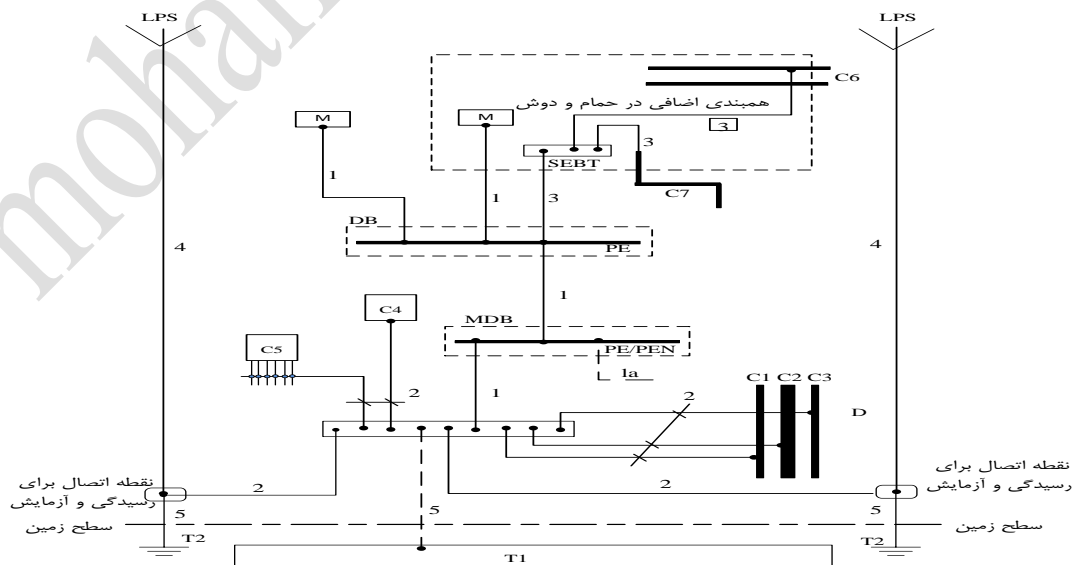 LPS
LPS
C6
همبندی اضافی در حمام و دوش
3
M
M
3
SEBT
C7
1
1
3
DB
PE
4
4
1
C4
MDB
PE/PEN
C5
1a
2
1
C1 C2 C3
2
D
نقطه اتصال برای
رسیدگی و آزمایش
2
2
نقطه اتصال برای
رسیدگی و آزمایش
5
5
5
سطح زمین
سطح زمین
T2
T2
T1